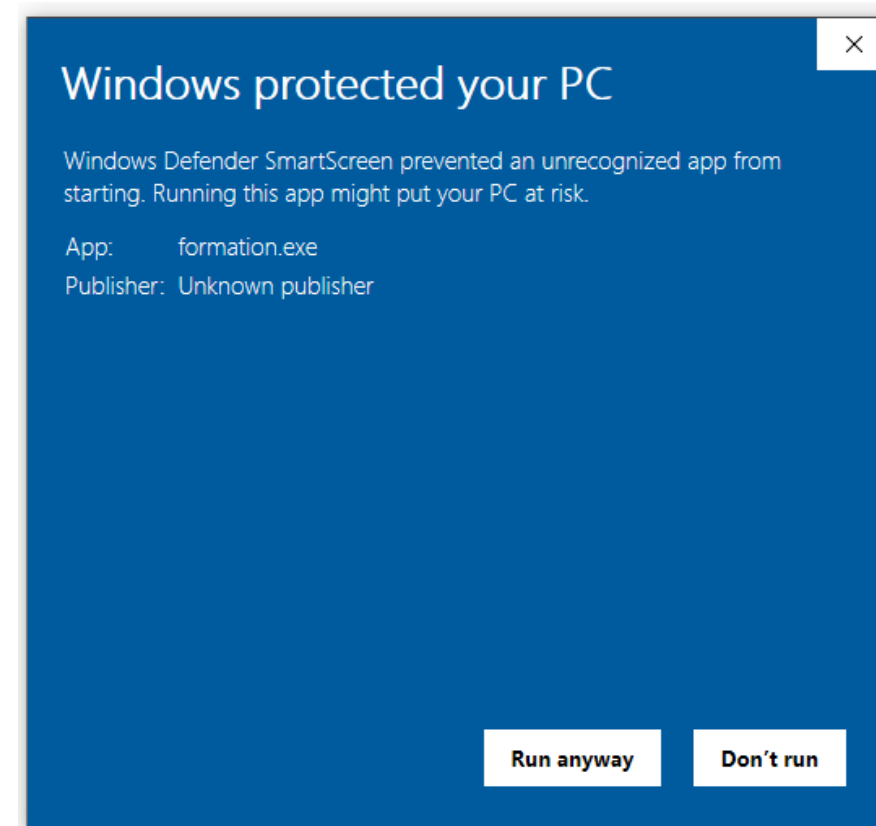 Windows protected your PC
Windows Defender SmartScreen prevented an unrecognized app from
starting. Running this app might put your PC at risk.
App: formation.exe
Publisher: Unknown publisher
Run anyway Don’t run